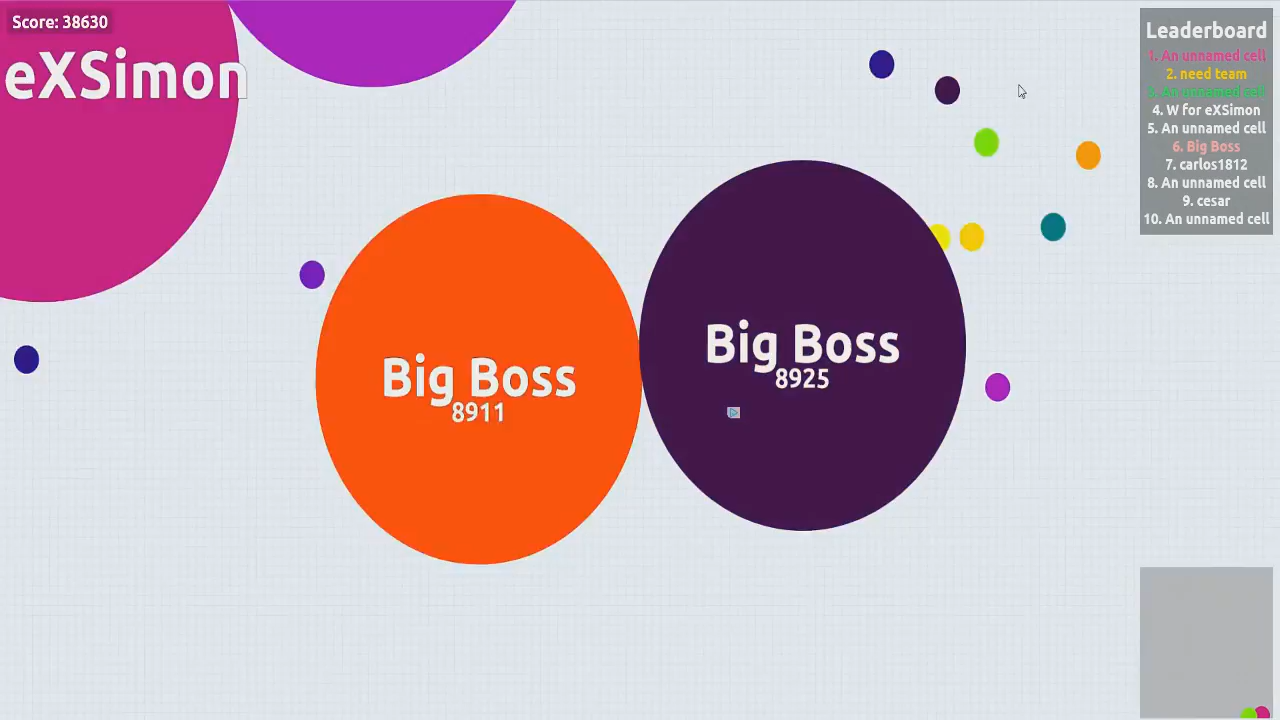 Score: 38630
eXSimon
Big Boss
8911
Big Boss
8925
Leaderboard
1. An unnamed cell
2. need team
3. An unnamed cell
4. W for eXSimon
5. An unnamed cell
6. Big Boss
7. carlos1812
8. An unnamed cell
9. cesar
10. An unnamed cell